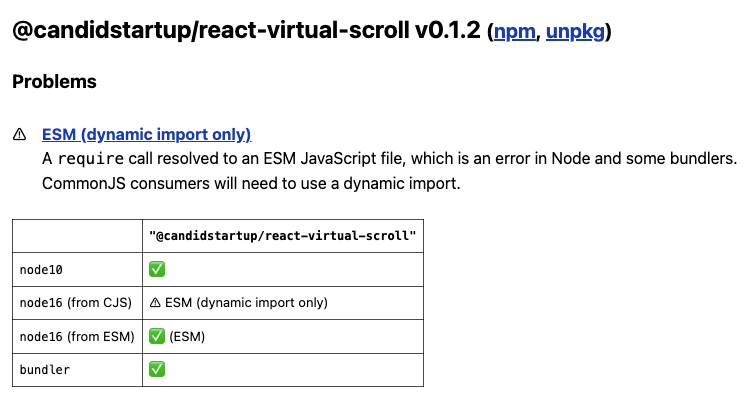 @candidstartup/react-virtual-scroll v0.1.2 (npm, unpkg)
Problems
⚠ ESM (dynamic import only)
A require call resolved to an ESM JavaScript file, which is an error in Node and some bundlers.
CommonJS consumers will need to use a dynamic import.
"@candidstartup/react-virtual-scroll"
node10 ✅
node16 (from CJS) ⚠ ESM (dynamic import only)
node16 (from ESM) ✅ (ESM)
bundler ✅